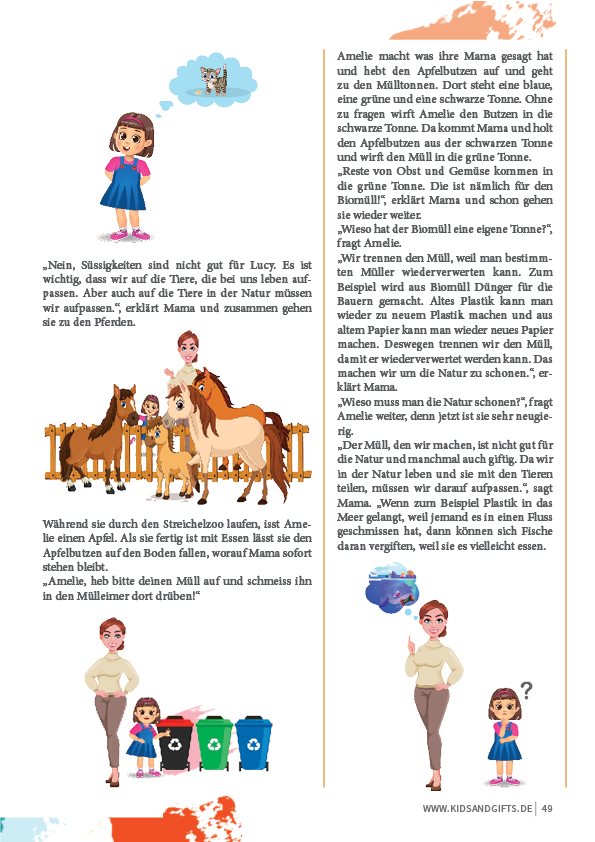 „Nein, Süssigkeiten sind nicht gut für Lucy. Es ist
wichtig, dass wir auf die Tiere, die bei uns leben auf-
passen. Aber auch auf die Tiere in der Natur müssen
wir aufpassen.“, erklärt Mama und zusammen gehen
sie zu den Pferden.
Während sie durch den Streichelzoo laufen, isst Ame-
lie einen Apfel. Als sie fertig ist mit Essen lässt sie den
Apfelbutzen auf den Boden fallen, worauf Mama sofort
stehen bleibt.
„Amelie, heb bitte deinen Müll auf und schmeiss ihn
in den Mülleimer dort drüben!“
Amelie macht was ihre Mama gesagt hat
und hebt den Apfelbutzen auf und geht
zu den Mülltonnen. Dort steht eine blaue,
eine grüne und eine schwarze Tonne. Ohne
zu fragen wirft Amelie den Butzen in die
schwarze Tonne. Da kommt Mama und holt
den Apfelbutzen aus der schwarzen Tonne
und wirft den Müll in die grüne Tonne.
„Reste von Obst und Gemüse kommen in
die grüne Tonne. Die ist nämlich für den
Biomüll!“, erklärt Mama und schon gehen
sie wieder weiter.
„Wieso hat der Biomüll eine eigene Tonne?“,
fragt Amelie.
„Wir trennen den Müll, weil man bestimm-
ten Müller wiederverwerten kann. Zum
Beispiel wird aus Biomüll Dünger für die
Bauern gemacht. Altes Plastik kann man
wieder zu neuem Plastik machen und aus
altem Papier kann man wieder neues Papier
machen. Deswegen trennen wir den Müll,
damit er wiederverwertet werden kann. Das
machen wir um die Natur zu schonen.“, er-
klärt Mama.
„Wieso muss man die Natur schonen?“, fragt
Amelie weiter, denn jetzt ist sie sehr neugie-
rig.
„Der Müll, den wir machen, ist nicht gut für
die Natur und manchmal auch giftig. Da wir
in der Natur leben und sie mit den Tieren
teilen, müssen wir darauf aufpassen.“, sagt
Mama. „Wenn zum Beispiel Plastik in das
Meer gelangt, weil jemand es in einen Fluss
geschmissen hat, dann können sich Fische
daran vergiften, weil sie es vielleicht essen.
?
WWW.KIDSANDGIFTS.DE | 49